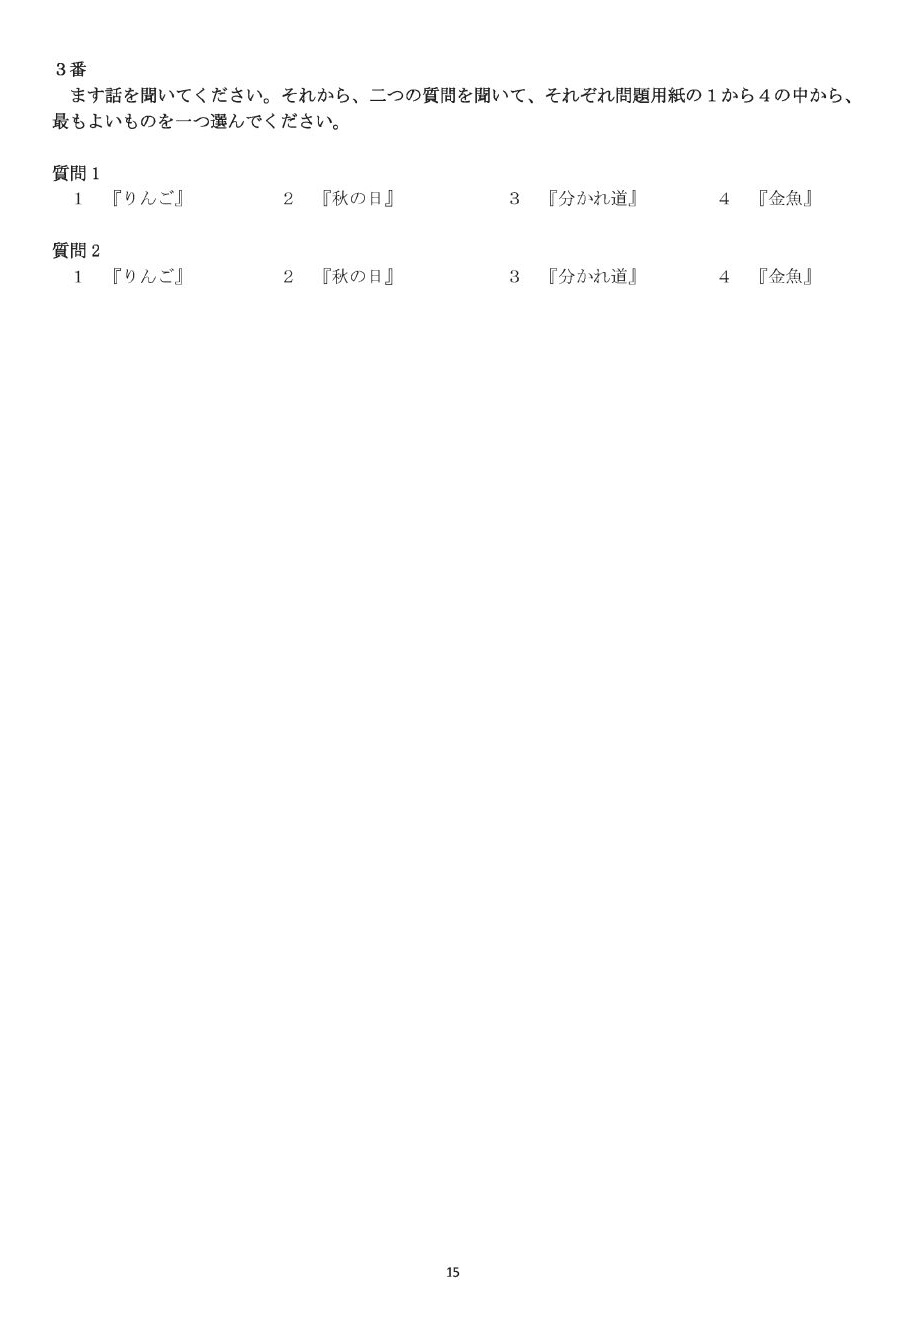 ３番
ます話を聞いてください。それから、二つの質問を聞いて、それぞれ問題用紙の１から４の中から、
最もよいものを一つ選んでください。
質問１
１　『りんご』　２　『秋の日』　３　『分かれ道』　４　『金魚』
質問２
１　『りんご』　２　『秋の日』　３　『分かれ道』　４　『金魚』
15